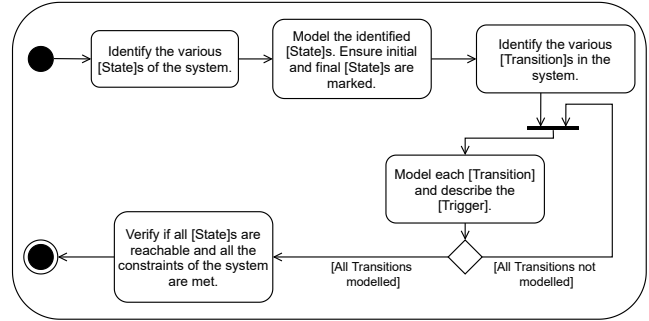 Identify the various
[State]s of the system.
Model the identified
[State]s. Ensure initial
and final [State]s are
marked.
Identify the various
[Transition]s in the
system.
Model each [Transition]
and describe the
[Trigger].
[All Transitions not
modelled]
[All Transitions
modelled]
Verify if all [State]s are
reachable and all the
constraints of the system
are met.